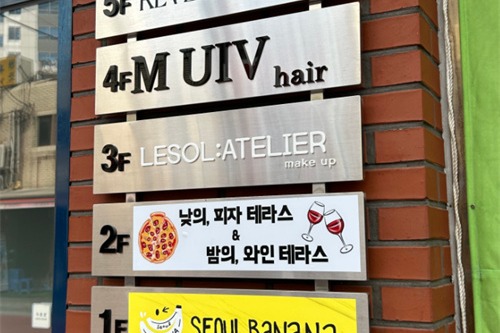 5F
4F M UIV hair
3F LESOL:ATELIER
make up
2F 낮의, 피자 테라스
&
밤의, 와인 테라스
1F SEOUL BANANA